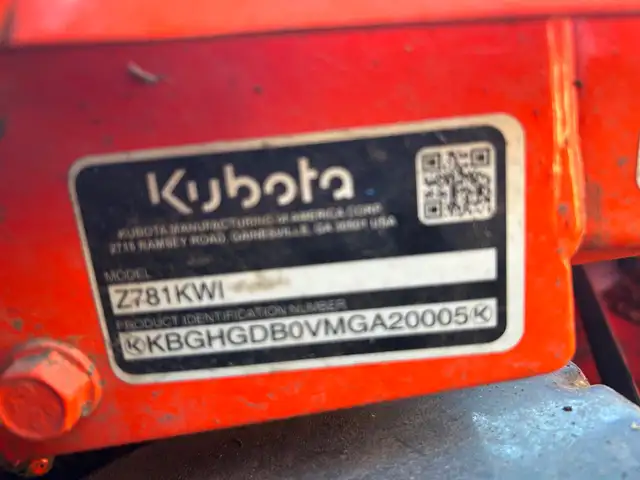 Kubota
KUBOTA MANUFACTURING OF AMERICA CORP.
2715 RAMSEY ROAD, GAINESVILLE, GA 30501 USA
MODEL
Z781KWI
PRODUCT IDENTIFICATION NUMBER
KBGHGDB0VMGA20005